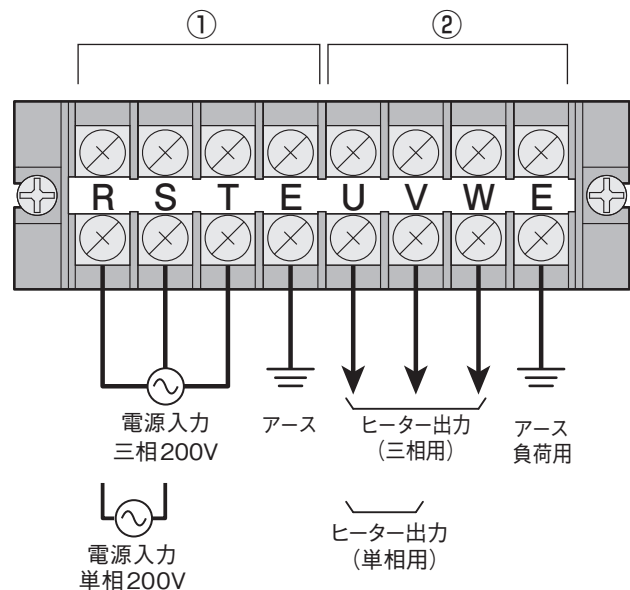 ① ②
R S T E U V W E
電源入力
三相200V
アース
ヒーター出力
(三相用)
アース
負荷用
電源入力
単相200V
ヒーター出力
(単相用)